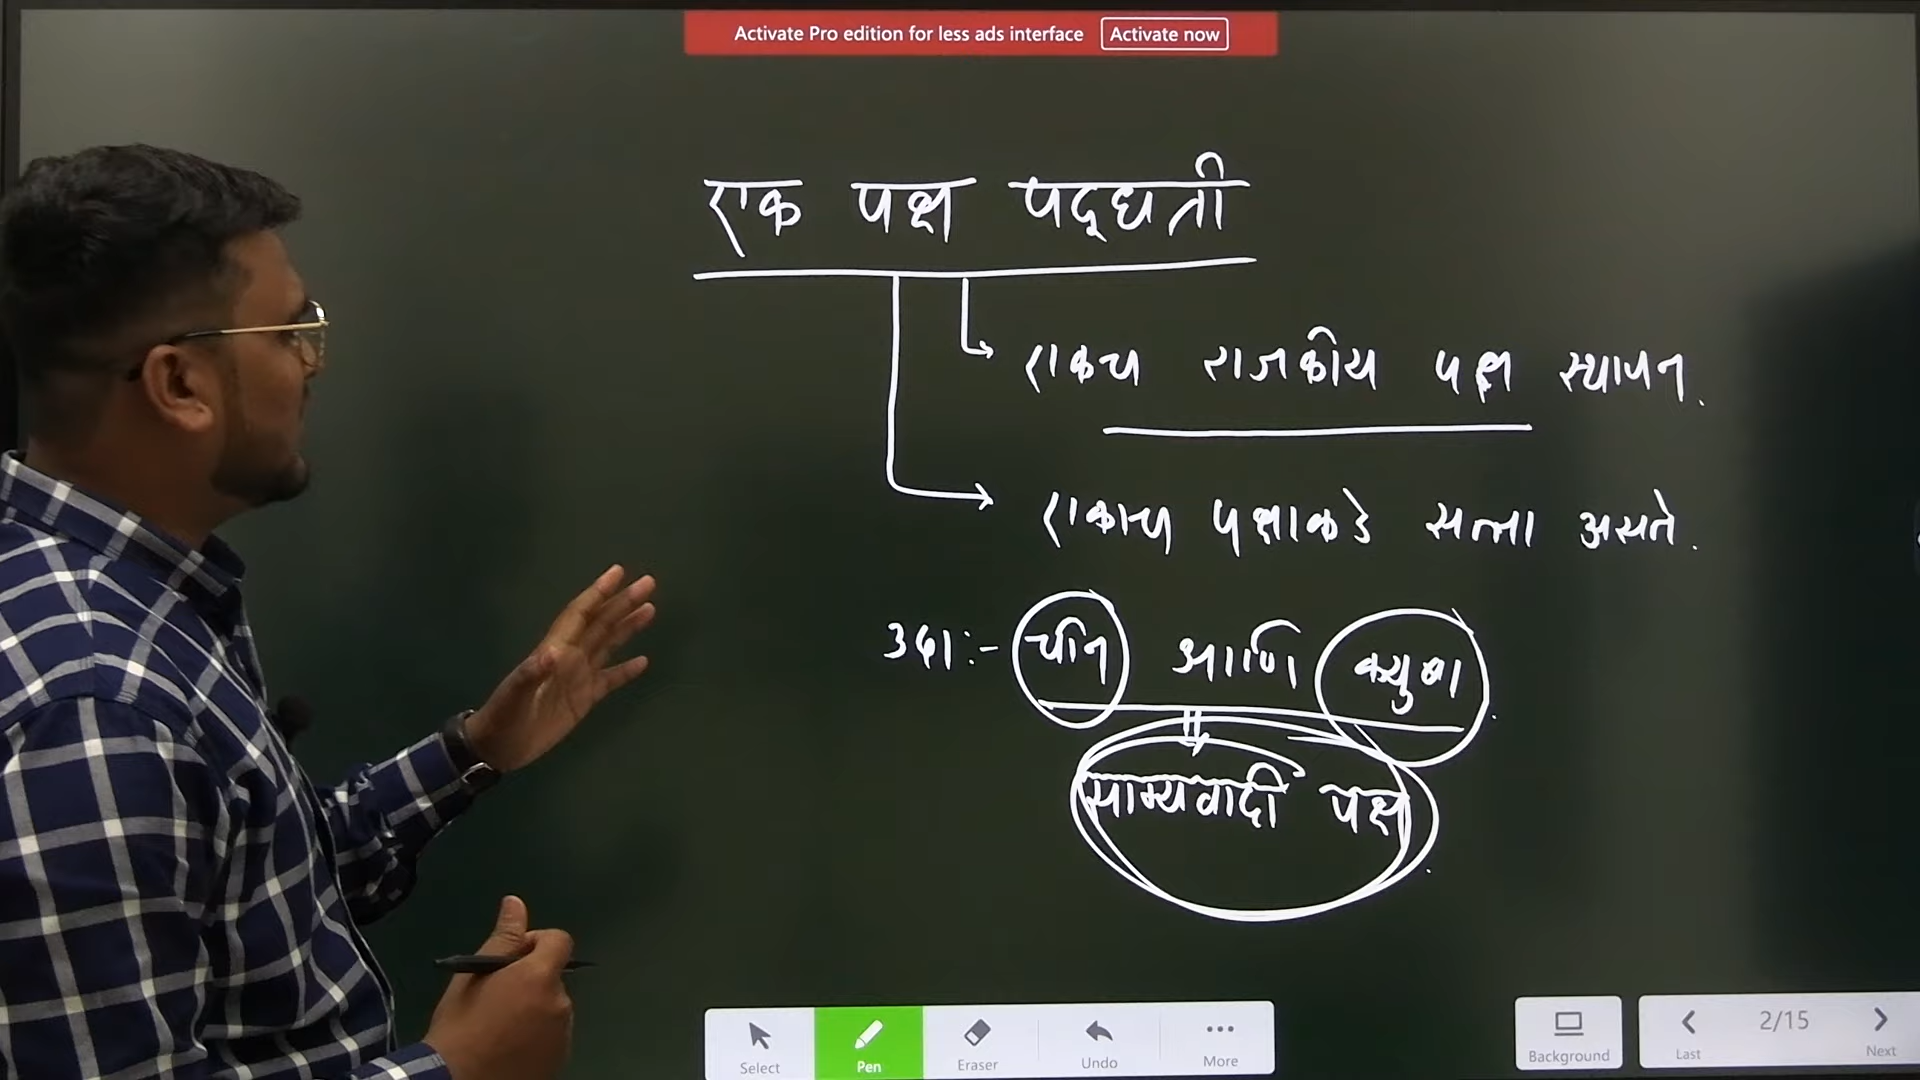 Activate Pro edition for less ads interface Activate now
एक पक्ष पद्धती
एकच राजकीय पक्ष स्थापन.
एकाच पक्षाकडे सत्ता असते.
उदा:- चीन आणि क्युबा.
साम्यवादी पक्ष
Select Pen Eraser Undo More
Background
Last 2/15 Next